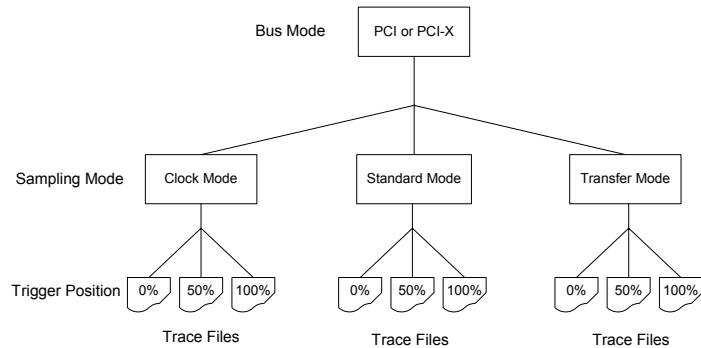 Bus Mode
PCI or PCI-X
Sampling Mode
Clock Mode
Standard Mode
Transfer Mode
Trigger Position
0%
50%
100%
0%
50%
100%
0%
50%
100%
Trace Files
Trace Files
Trace Files